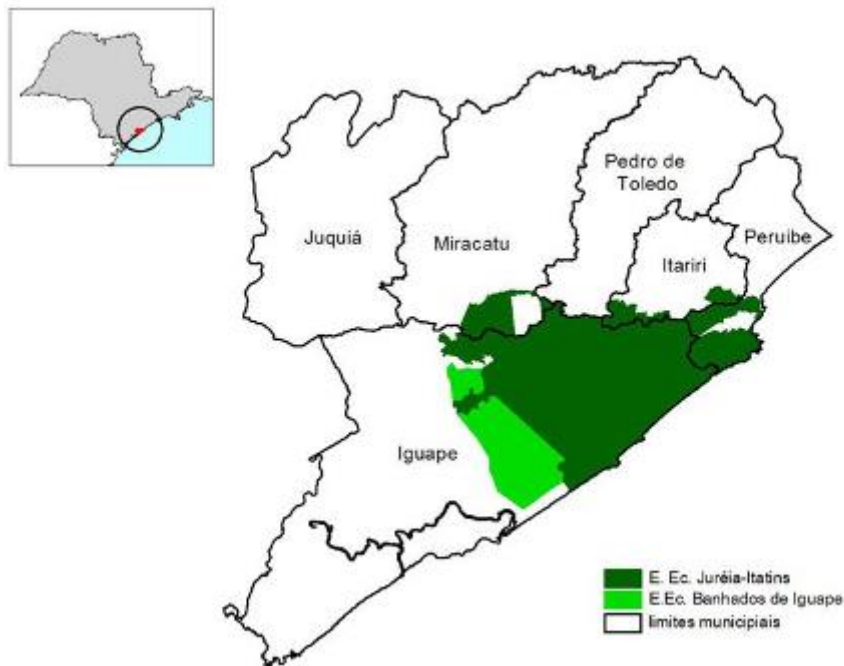 Pedro de
Toledo
Juquiá
Miracatu
Peruibe
Itariri
Iguape
E. Ec. Juréia-Itatins
E.Ec. Banhados de Iguape
limites municipiais